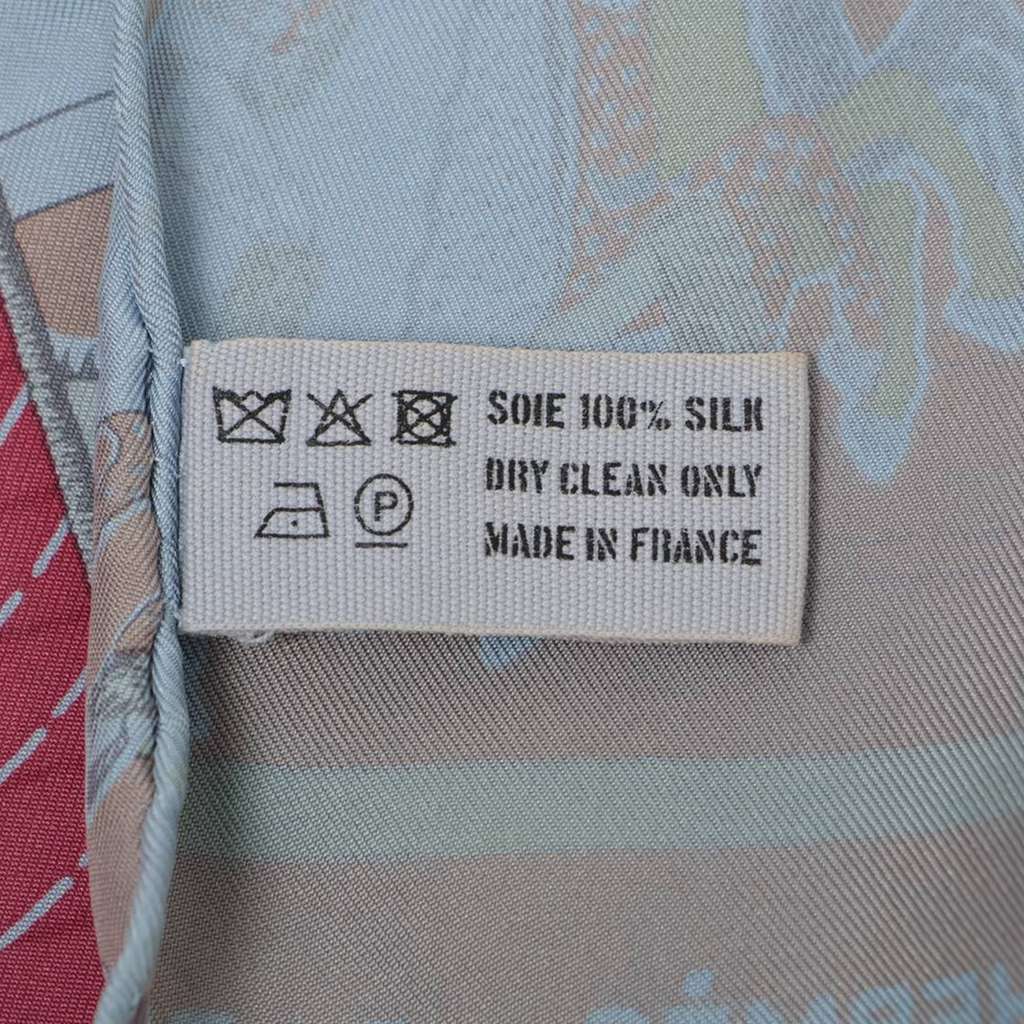 SOIE 100% SILK
DRY CLEAN ONLY
P
MADE IN FRANCE